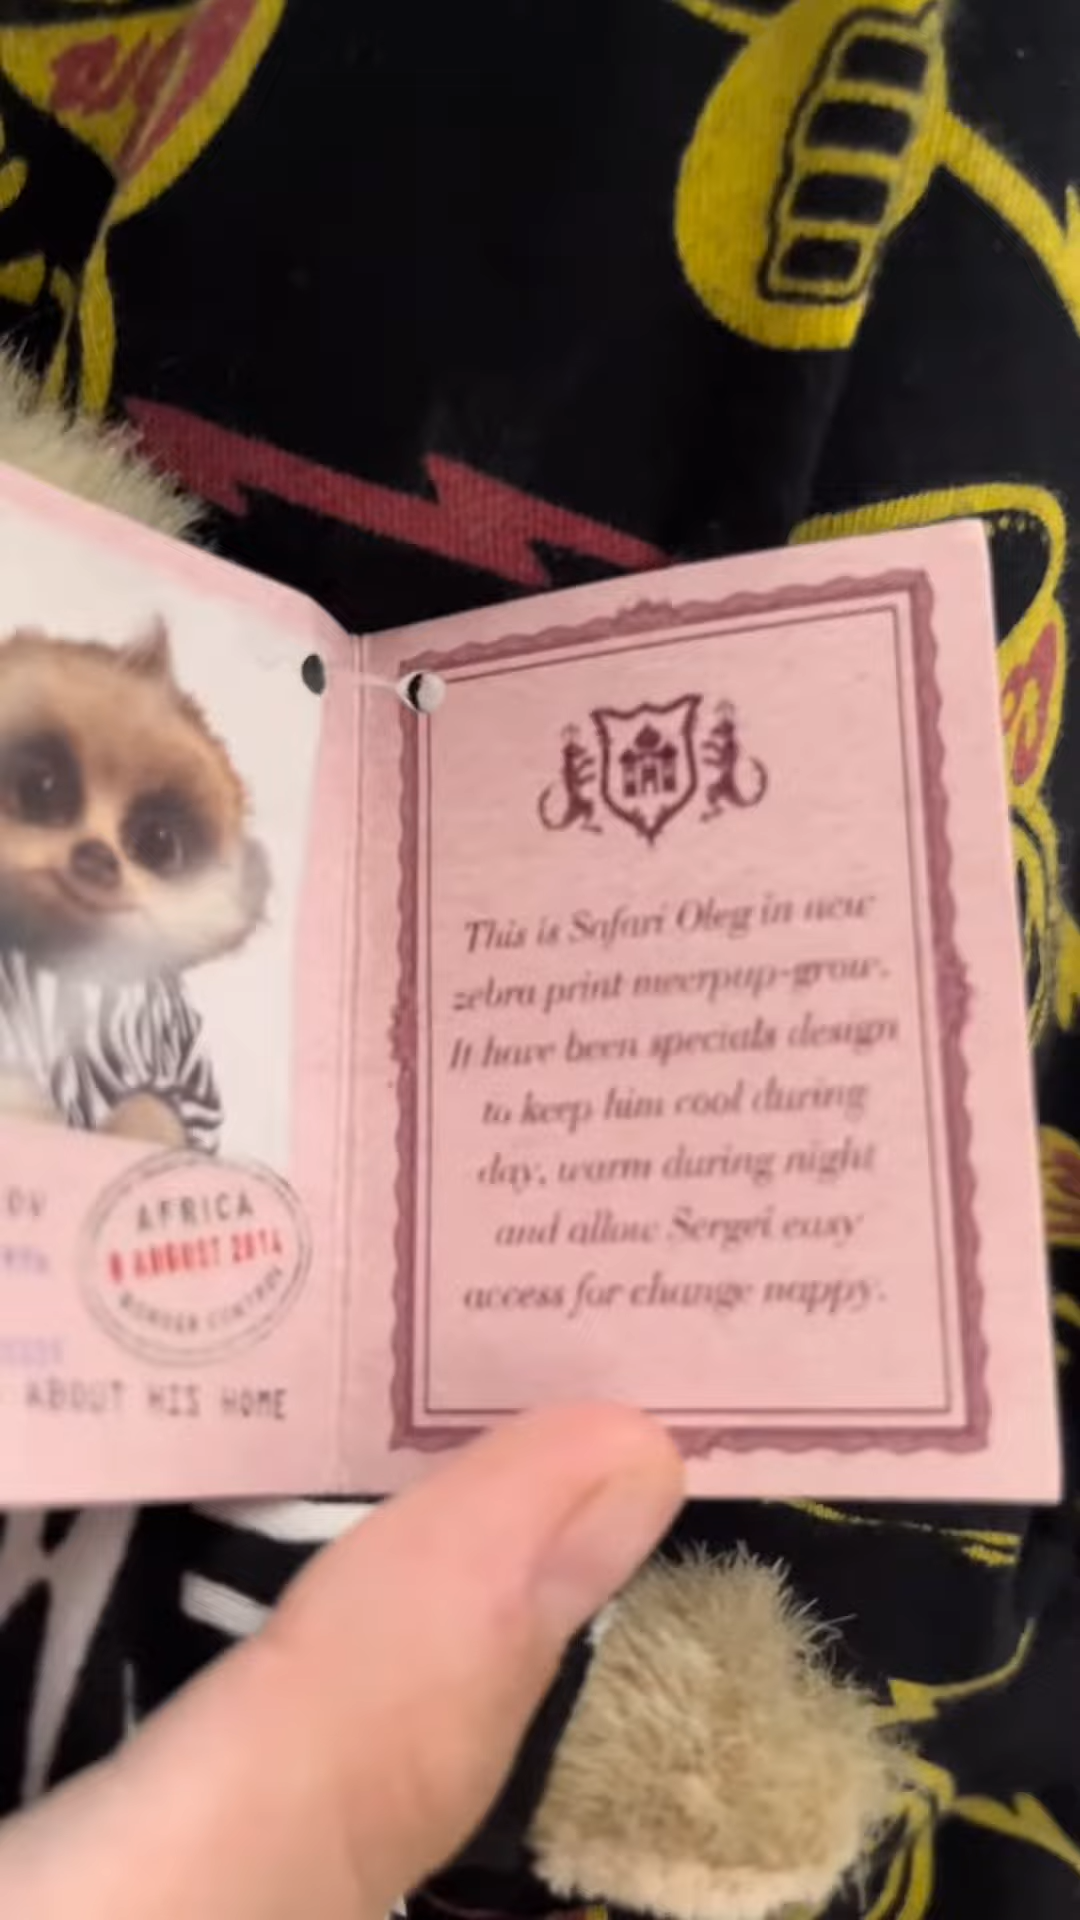 AFRICA
8 AUGUST 2014
BORDER CONTROL
ABOUT HIS HOME
This is Safari Oleg in new
zebra print meerpup-grow.
It have been specials design
to keep him cool during
day, warm during night
and allow Sergei easy
access for change nappy.